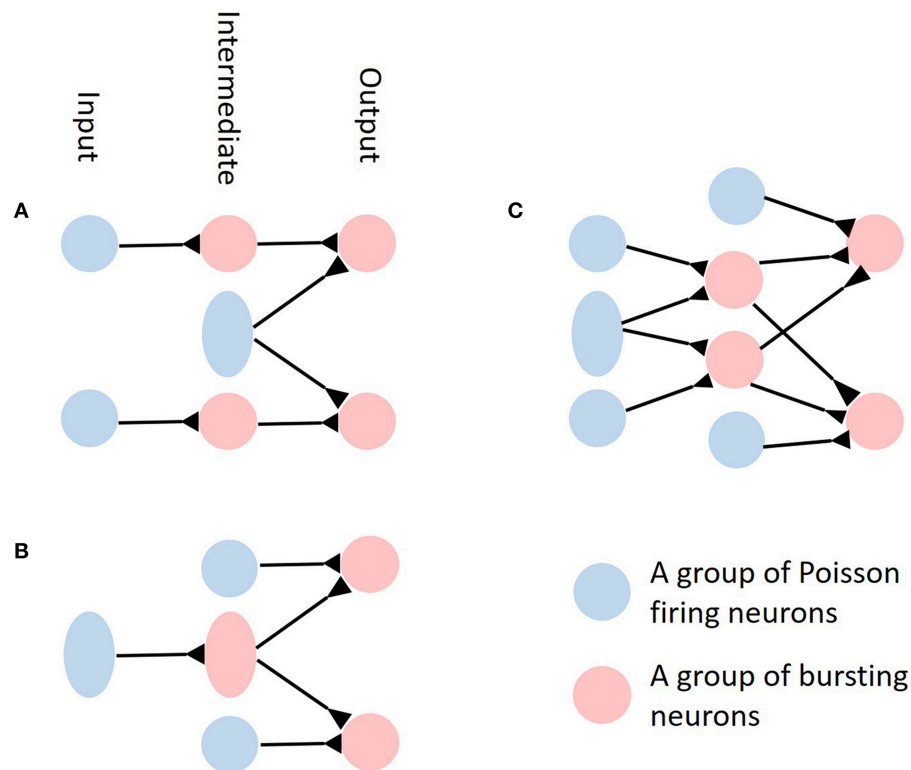 Input
Intermediate
Output
A
C
B
A group of Poisson
firing neurons
A group of bursting
neurons